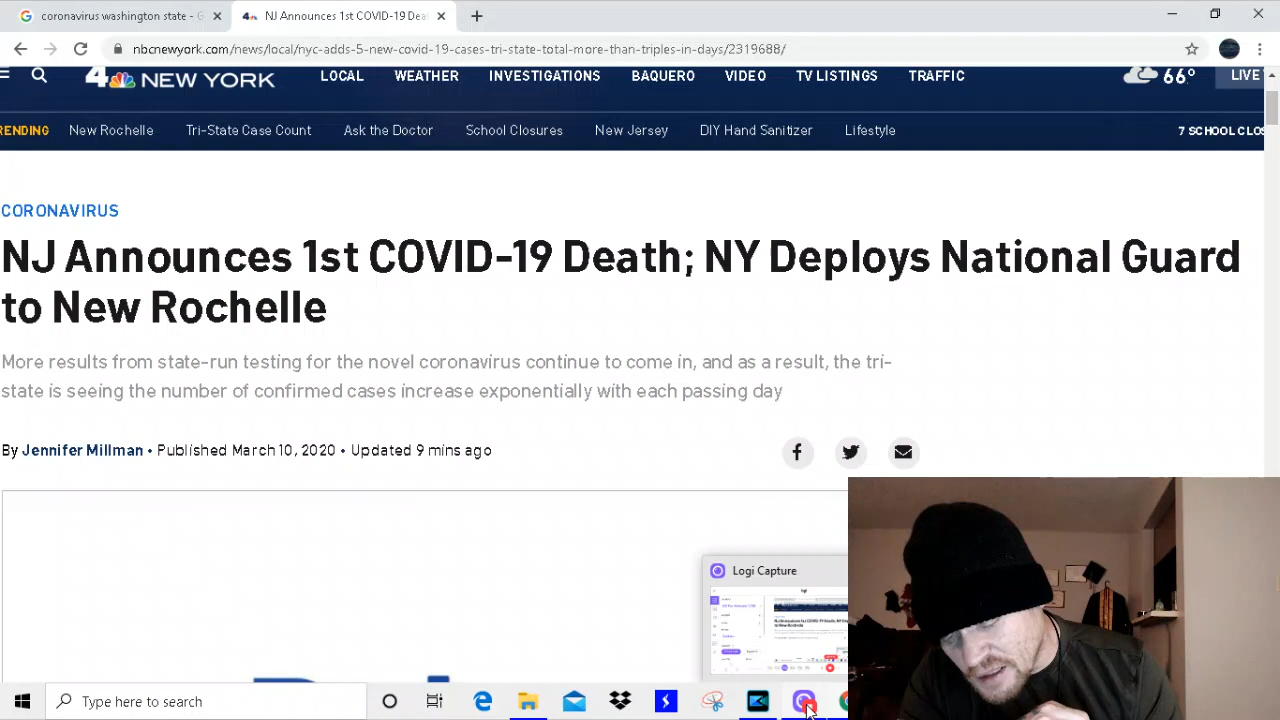 coronavirus washington state - G
NJ Announces 1st COVID-19 Dea
nbcnewyork.com/news/local/nyc-adds-5-new-covid-19-cases-tri-state-total-more-than-triples-in-days/2319688/
4 NEW YORK
LOCAL WEATHER INVESTIGATIONS BAQUERO VIDEO TV LISTINGS TRAFFIC
66°
LIVE
RENDING New Rochelle Tri-State Case Count Ask the Doctor School Closures New Jersey DIY Hand Sanitizer Lifestyle
7 SCHOOL CLOS
CORONAVIRUS
NJ Announces 1st COVID-19 Death; NY Deploys National Guard
to New Rochelle
More results from state-run testing for the novel coronavirus continue to come in, and as a result, the tri-
state is seeing the number of confirmed cases increase exponentially with each passing day
By Jennifer Millman • Published March 10, 2020 • Updated 9 mins ago
Logi Capture
Type here to search